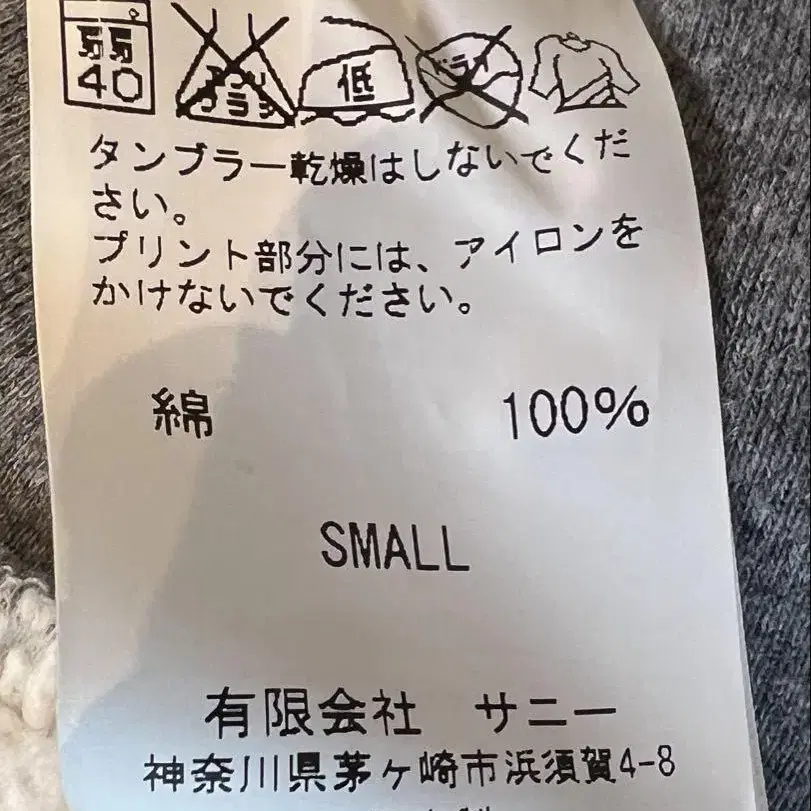 弱
40
低
ドライ
タンブラー乾燥はしないでくだ
さい。
プリント部分には、アイロンを
かけないでください。
綿 100%
SMALL
有限会社 サニー
神奈川県茅ヶ崎市浜須賀4-8